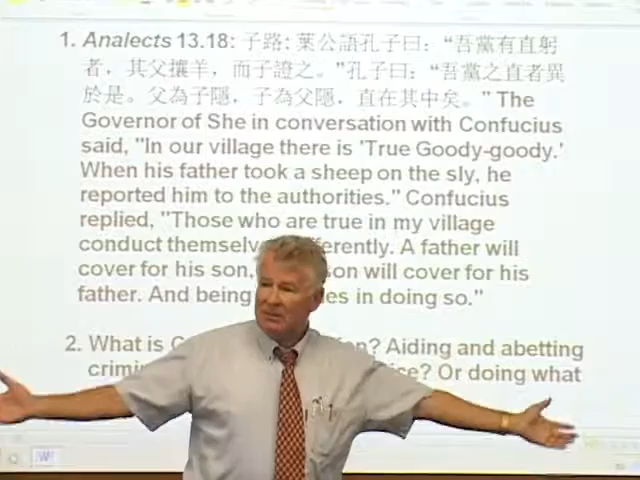 1. Analects 13.18: 子路: 葉公語孔子曰：“吾黨有直躬
者，其父攘羊，而子證之。”孔子曰：“吾黨之直者異
於是。父為子隱，子為父隱，直在其中矣。” The
Governor of She in conversation with Confucius
said, "In our village there is 'True Goody-goody.'
When his father took a sheep on the sly, he
reported him to the authorities." Confucius
replied, "Those who are true in my village
conduct A father will
cover for his son, son will cover for his
father. And being in doing so."
2. What is Aiding and abetting
Or doing what
W